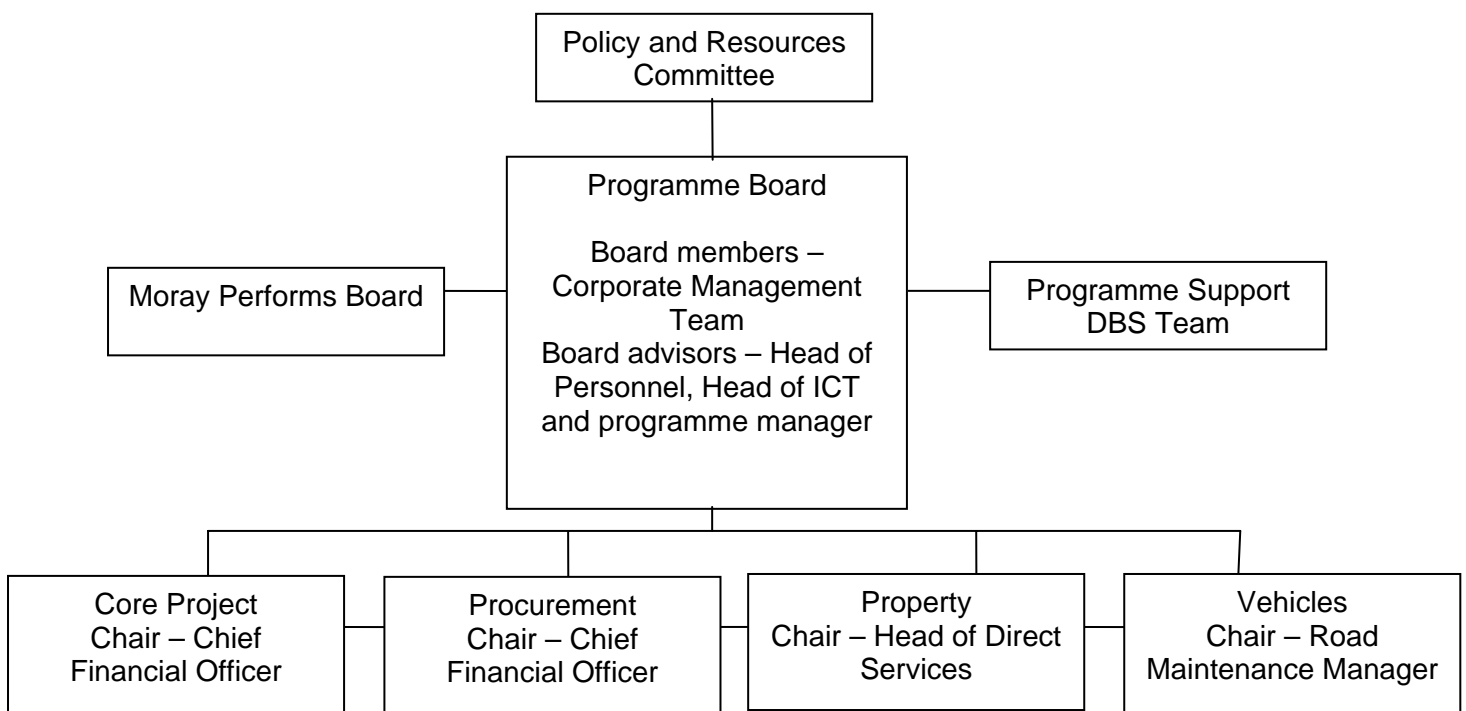 Policy and Resources
Committee
Programme Board
Board members –
Corporate Management
Team
Board advisors – Head of
Personnel, Head of ICT
and programme manager
Moray Performs Board
Programme Support
DBS Team
Core Project
Chair – Chief
Financial Officer
Procurement
Chair – Chief
Financial Officer
Property
Chair – Head of Direct
Services
Vehicles
Chair – Road
Maintenance Manager